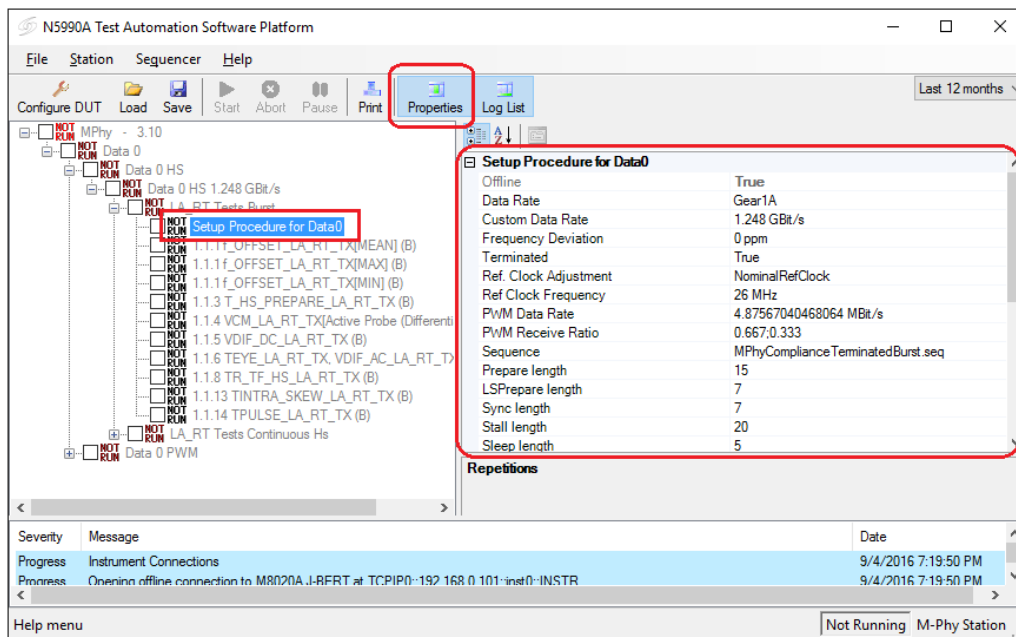 N5990A Test Automation Software Platform
File Station Sequencer Help
Configure DUT Load Save Start Abort Pause Print Properties Log List Last 12 months
NOT RUN MPhy - 3.10
NOT RUN Data 0
NOT RUN Data 0 HS
NOT RUN Data 0 HS 1.248 GBit/s
NOT RUN LA_RT Tests Burst
NOT RUN Setup Procedure for Data0
NOT RUN 1.1.1 f_OFFSET_LA_RT_TX[MEAN] (B)
NOT RUN 1.1.1 f_OFFSET_LA_RT_TX[MAX] (B)
NOT RUN 1.1.1 f_OFFSET_LA_RT_TX[MIN] (B)
NOT RUN 1.1.3 T_HS_PREPARE_LA_RT_TX (B)
NOT RUN 1.1.4 VCM_LA_RT_TX[Active Probe (Differenti
NOT RUN 1.1.5 VDIF_DC_LA_RT_TX (B)
NOT RUN 1.1.6 TEYE_LA_RT_TX, VDIF_AC_LA_RT_TX
NOT RUN 1.1.8 TR_TF_HS_LA_RT_TX (B)
NOT RUN 1.1.13 TINTRA_SKEW_LA_RT_TX (B)
NOT RUN 1.1.14 TPULSE_LA_RT_TX (B)
NOT RUN LA_RT Tests Continuous Hs
NOT RUN Data 0 PWM
A Z
Setup Procedure for Data0
Offline True
Data Rate Gear1A
Custom Data Rate 1.248 GBit/s
Frequency Deviation 0 ppm
Terminated True
Ref. Clock Adjustment NominalRefClock
Ref Clock Frequency 26 MHz
PWM Data Rate 4.87567040468064 MBit/s
PWM Receive Ratio 0.667;0.333
Sequence MPhyComplianceTerminatedBurst.seq
Prepare length 15
LSPrepare length 7
Sync length 7
Stall length 20
Sleep length 5
Repetitions
Severity Message Date
Progress Instrument Connections 9/4/2016 7:19:50 PM
Progress Opening offline connection to M8020A J-BERT at TCPIP0::192.168.0.101::inst0::INSTR 9/4/2016 7:19:50 PM
Help menu Not Running M-Phy Station